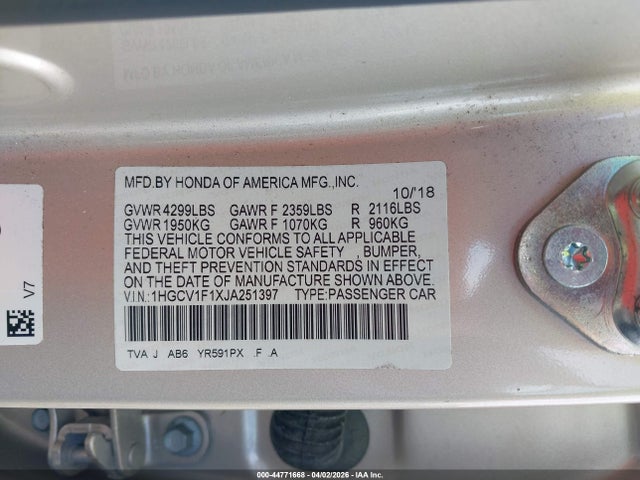 MFD.BY HONDA OF AMERICA MFG.,INC.
10/'18
GVWR 4299LBS GAWR F 2359LBS R 2116LBS
GVWR 1950KG GAWR F 1070KG R 960KG
THIS VEHICLE CONFORMS TO ALL APPLICABLE
FEDERAL MOTOR VEHICLE SAFETY , BUMPER,
AND THEFT PREVENTION STANDARDS IN EFFECT
ON THE DATE OF MANUFACTURE SHOWN ABOVE.
V.I.N.:1HGCV1F1XJA251397 TYPE:PASSENGER CAR
TVA J AB6 YR591PX .F .A
V7
000-44771668 - 04/02/2026 - IAA Inc.